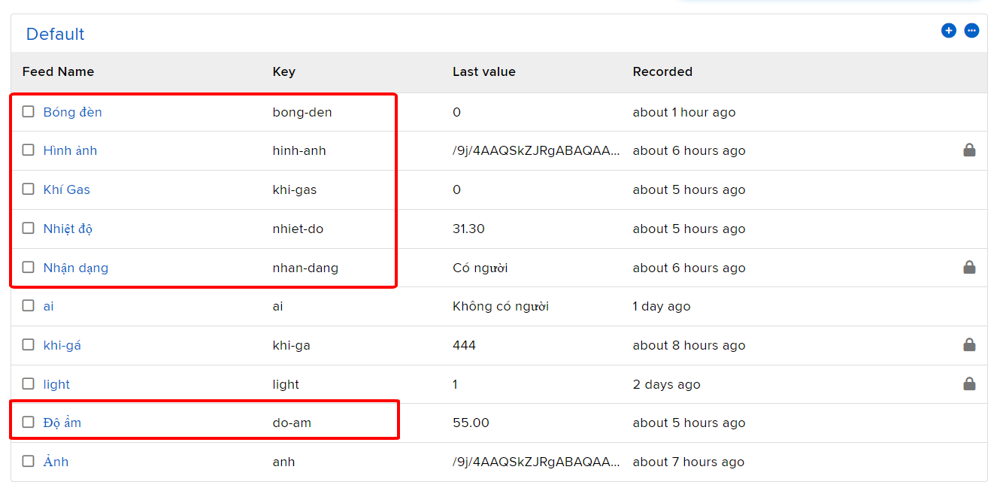 Default
Feed Name Key Last value Recorded
Bóng đèn bong-den 0 about 1 hour ago
Hình ảnh hinh-anh /9j/4AAQSkZJRgABAQAA... about 6 hours ago
Khí Gas khi-gas 0 about 5 hours ago
Nhiệt độ nhiet-do 31.30 about 5 hours ago
Nhận dạng nhan-dang Có người about 6 hours ago
ai ai Không có người 1 day ago
khi-gá khi-ga 444 about 8 hours ago
light light 1 2 days ago
Độ ẩm do-am 55.00 about 5 hours ago
Ảnh anh /9j/4AAQSkZJRgABAQAA... about 7 hours ago